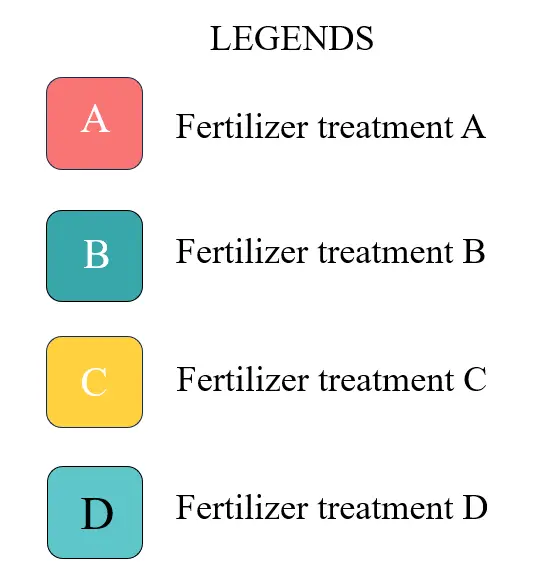 LEGENDS
A Fertilizer treatment A
B Fertilizer treatment B
C Fertilizer treatment C
D Fertilizer treatment D